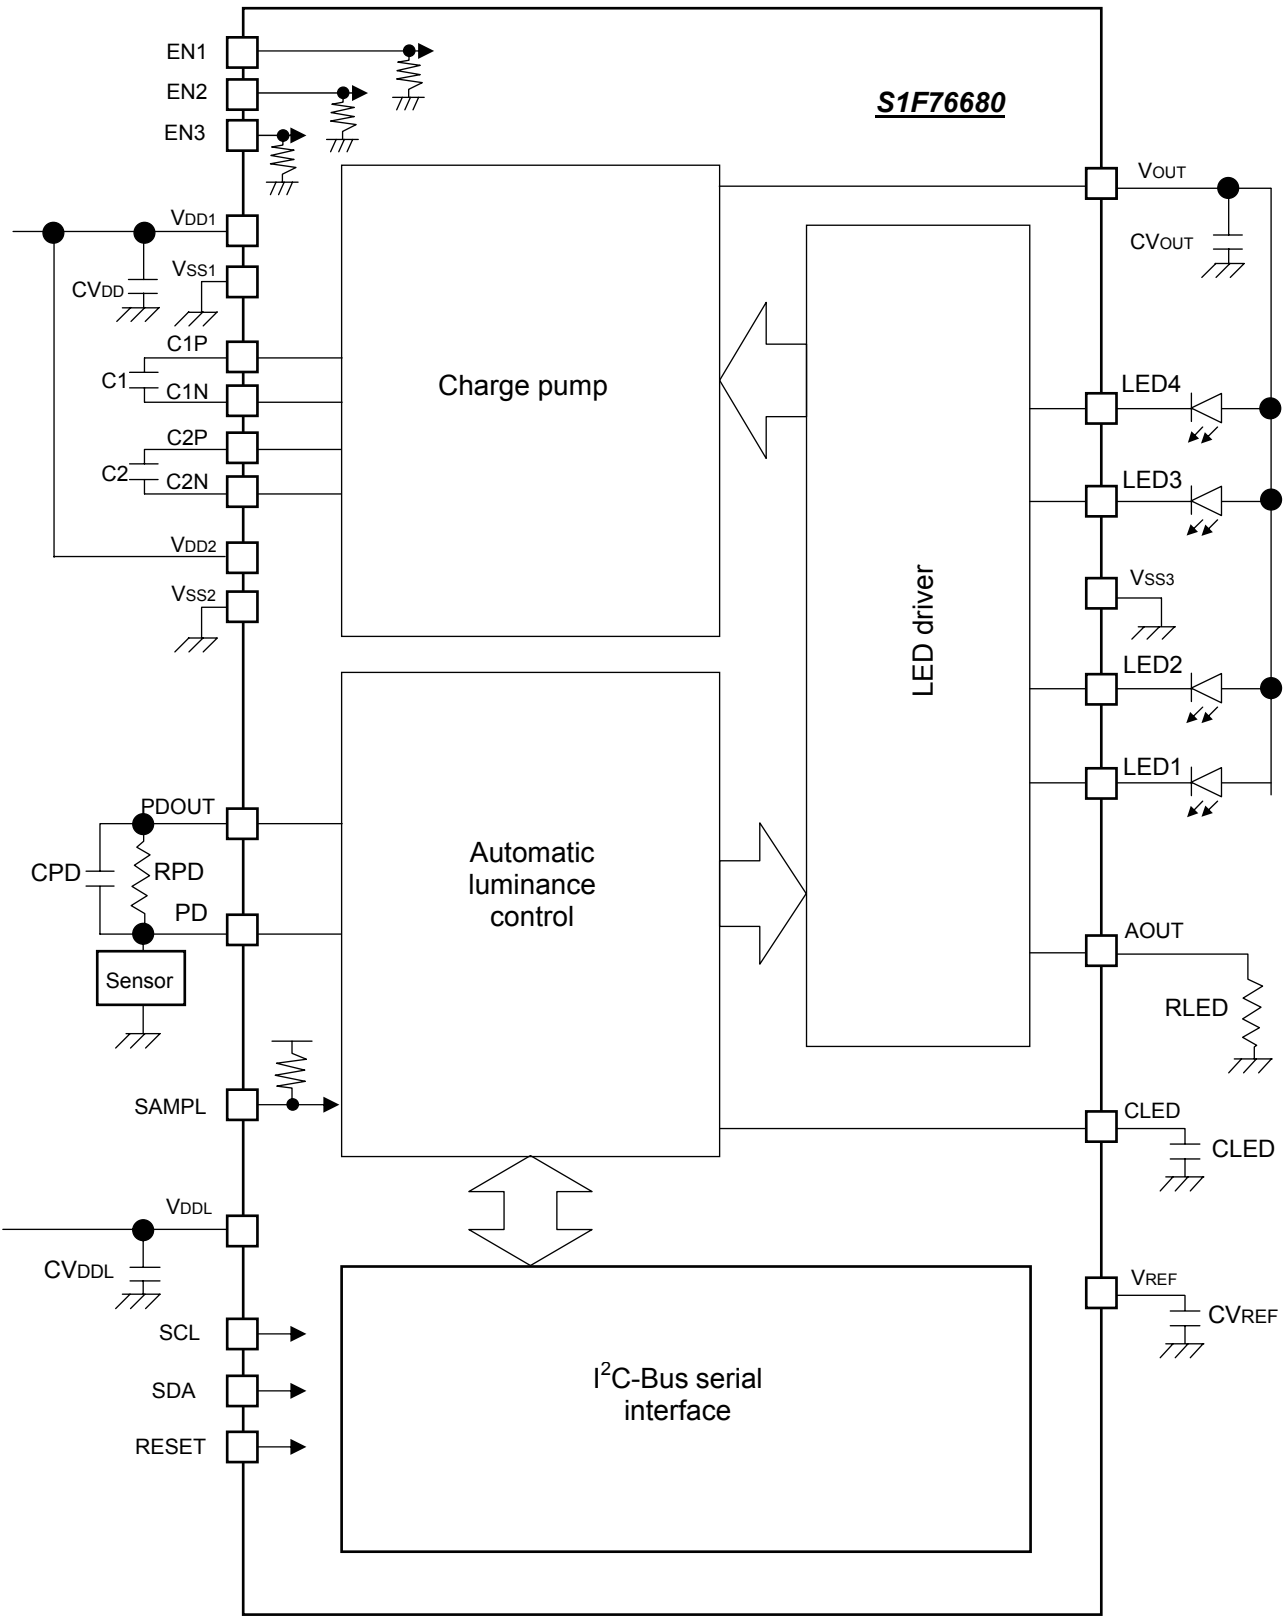 EN1
EN2
S1F76680
EN3
VOUT
VDD1
CVOUT
VSS1
CVDD
C1P
C1
C1N
Charge pump
LED4
C2P
C2
C2N
LED3
VDD2
VSS3
VSS2
LED driver
LED2
LED1
PDOUT
CPD
RPD
Automatic
luminance
control
PD
AOUT
Sensor
RLED
SAMPL
CLED
CLED
VDDL
CVDDL
VREF
CVREF
SCL
SDA
I²C-Bus serial
interface
RESET